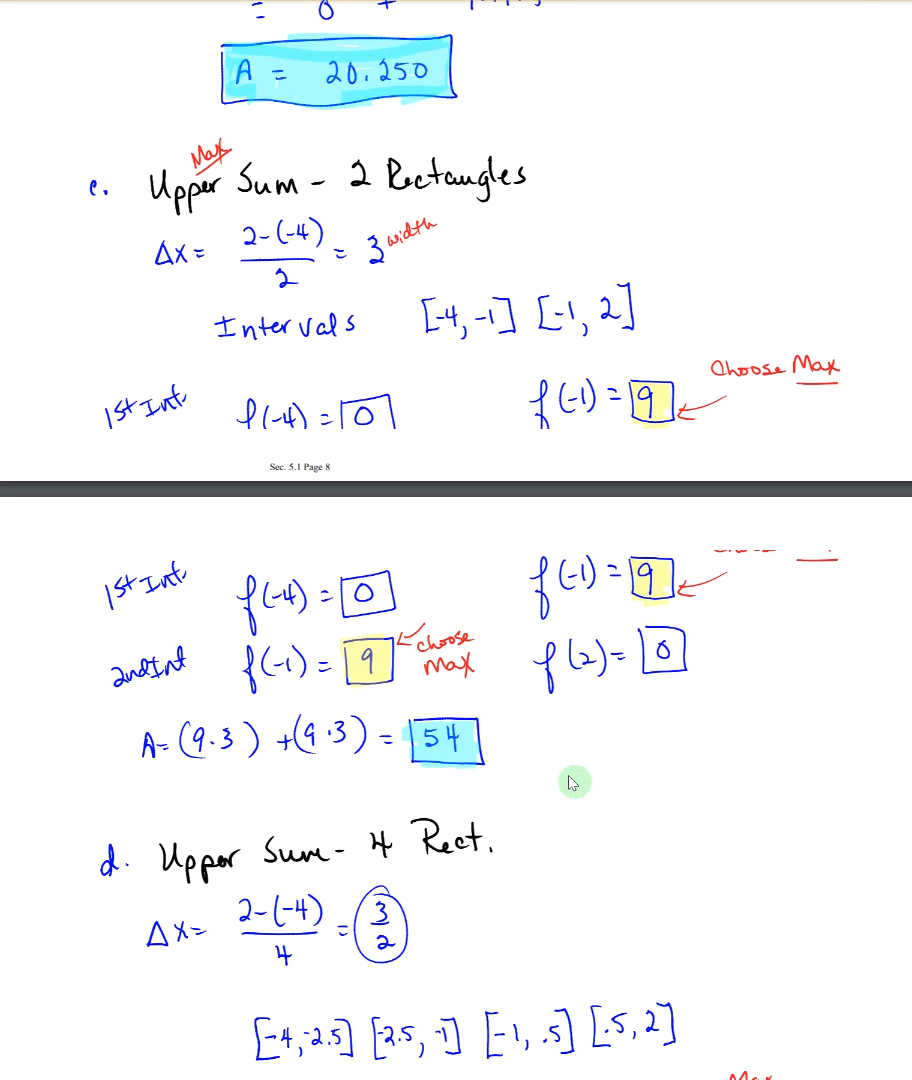 A = 20.250
Max
c. Upper Sum - 2 Rectangles
Δx = 2-(-4) / 2 = 3 width
Intervals [-4,-1] [-1, 2]
Choose Max
1st Int. f(-4) = 0 f(-1) = 9
Sec. 5.1 Page 8
1st Int. f(-4) = 0 f(-1) = 9
2nd Int f(-1) = 9 choose Max f(2) = 0
A = (9·3) + (9·3) = 54
d. Upper Sum - 4 Rect.
Δx = 2-(-4) / 4 = 3/2
[-4,-2.5] [-2.5, -1] [-1, .5] [.5, 2]